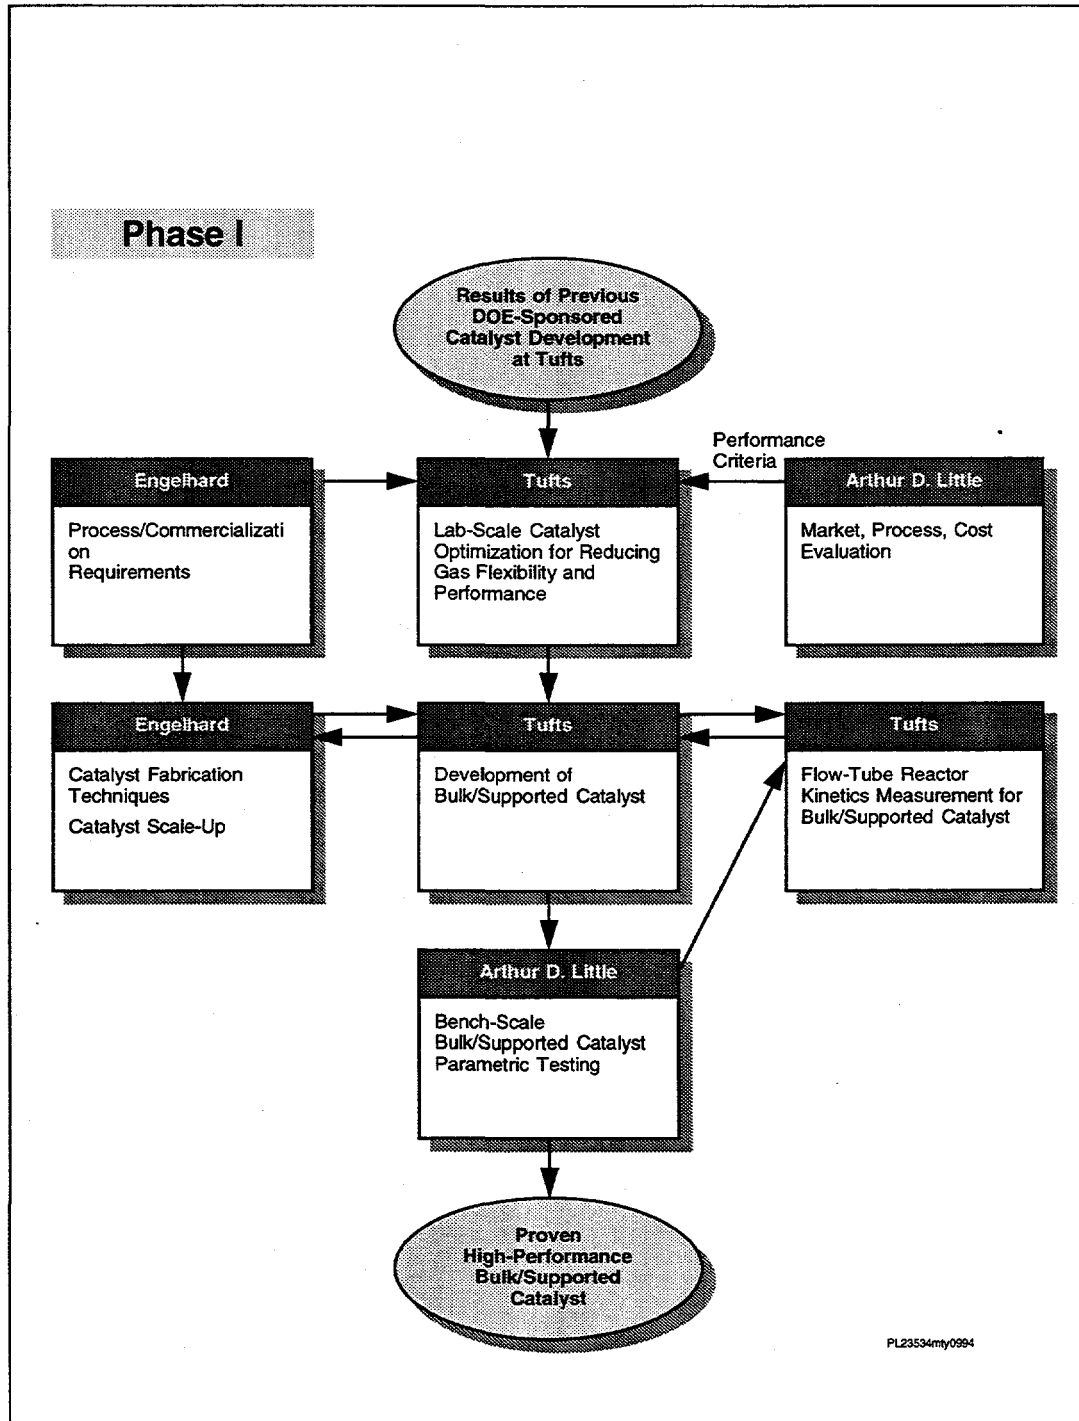 Phase I
Results of Previous
DOE-Sponsored
Catalyst Development
at Tufts
Performance
Criteria
Engelhard
Process/Commercializati
on
Requirements
Tufts
Lab-Scale Catalyst
Optimization for Reducing
Gas Flexibility and
Performance
Arthur D. Little
Market, Process, Cost
Evaluation
Engelhard
Catalyst Fabrication
Techniques
Catalyst Scale-Up
Tufts
Development of
Bulk/Supported Catalyst
Tufts
Flow-Tube Reactor
Kinetics Measurement for
Bulk/Supported Catalyst
Arthur D. Little
Bench-Scale
Bulk/Supported Catalyst
Parametric Testing
Proven
High-Performance
Bulk/Supported
Catalyst
PL23534mty0994